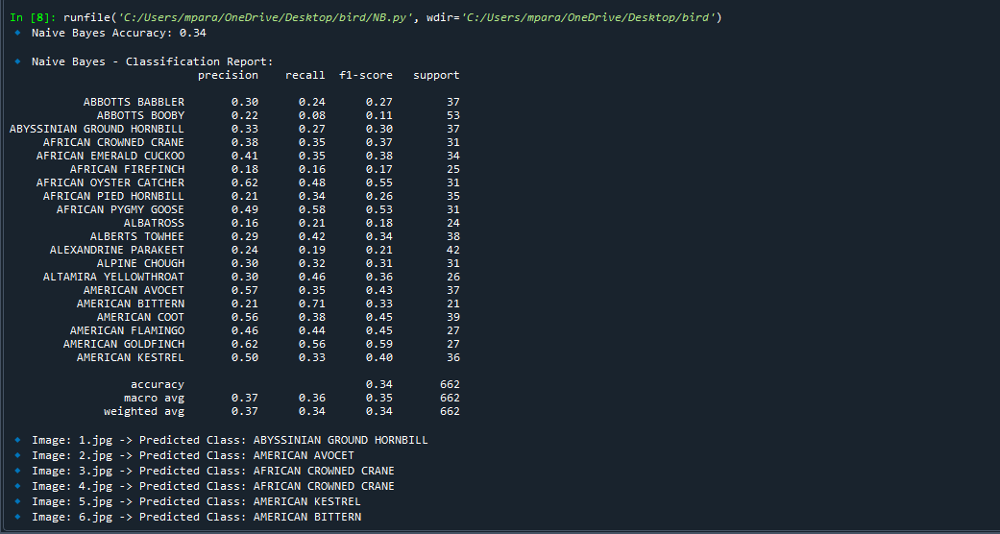 In [8]: runfile('C:/Users/mpara/OneDrive/Desktop/bird/NB.py', wdir='C:/Users/mpara/OneDrive/Desktop/bird')
🔹 Naive Bayes Accuracy: 0.34
🔹 Naive Bayes - Classification Report:
precision recall f1-score support
ABBOTTS BABBLER 0.30 0.24 0.27 37
ABBOTTS BOOBY 0.22 0.08 0.11 53
ABYSSINIAN GROUND HORNBILL 0.33 0.27 0.30 37
AFRICAN CROWNED CRANE 0.38 0.35 0.37 31
AFRICAN EMERALD CUCKOO 0.41 0.35 0.38 34
AFRICAN FIREFINCH 0.18 0.16 0.17 25
AFRICAN OYSTER CATCHER 0.62 0.48 0.55 31
AFRICAN PIED HORNBILL 0.21 0.34 0.26 35
AFRICAN PYGMY GOOSE 0.49 0.58 0.53 31
ALBATROSS 0.16 0.21 0.18 24
ALBERTS TOWHEE 0.29 0.42 0.34 38
ALEXANDRINE PARAKEET 0.24 0.19 0.21 42
ALPINE CHOUGH 0.30 0.32 0.31 31
ALTAMIRA YELLOWTHROAT 0.30 0.46 0.36 26
AMERICAN AVOCET 0.57 0.35 0.43 37
AMERICAN BITTERN 0.21 0.71 0.33 21
AMERICAN COOT 0.56 0.38 0.45 39
AMERICAN FLAMINGO 0.46 0.44 0.45 27
AMERICAN GOLDFINCH 0.62 0.56 0.59 27
AMERICAN KESTREL 0.50 0.33 0.40 36
accuracy 0.34 662
macro avg 0.37 0.36 0.35 662
weighted avg 0.37 0.34 0.34 662
🔹 Image: 1.jpg -> Predicted Class: ABYSSINIAN GROUND HORNBILL
🔹 Image: 2.jpg -> Predicted Class: AMERICAN AVOCET
🔹 Image: 3.jpg -> Predicted Class: AFRICAN CROWNED CRANE
🔹 Image: 4.jpg -> Predicted Class: AFRICAN CROWNED CRANE
🔹 Image: 5.jpg -> Predicted Class: AMERICAN KESTREL
🔹 Image: 6.jpg -> Predicted Class: AMERICAN BITTERN